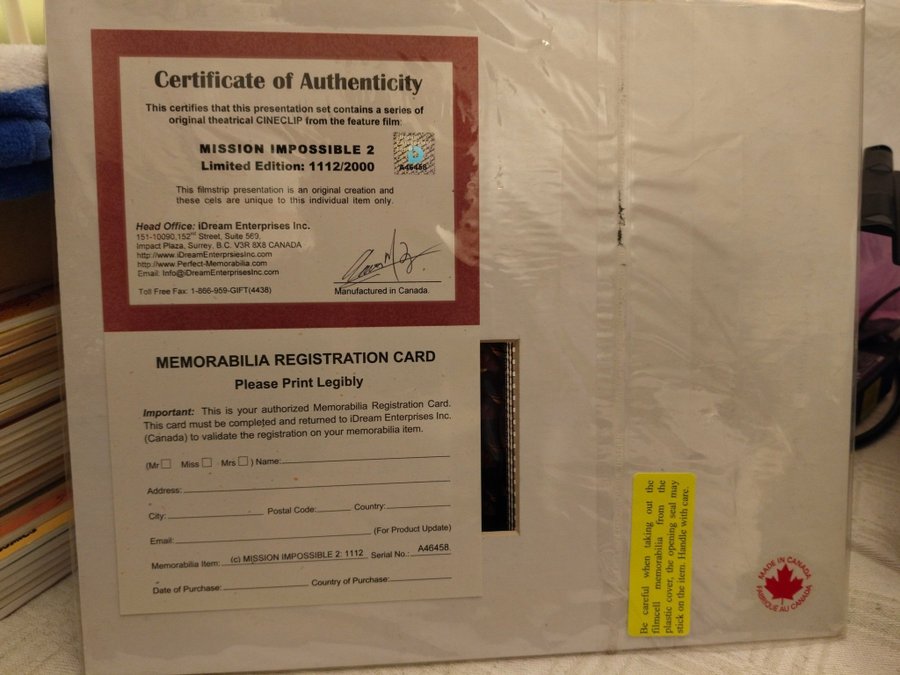 Certificate of Authenticity
This certifies that this presentation set contains a series of
original theatrical CINECLIP from the feature film:
MISSION IMPOSSIBLE 2
Limited Edition: 1112/2000
A46458
This filmstrip presentation is an original creation and
these cels are unique to this individual item only.
Head Office: iDream Enterprises Inc.
151-10090,152ND Street, Suite 569,
Impact Plaza, Surrey, B.C. V3R 8X8 CANADA
http://www.iDreamEnterprsiesInc.com
http://www.Perfect-Memorabilia.com
Email: Info@iDreamEnterprsiesInc.com
Toll Free Fax: 1-866-959-GIFT(4438)
Manufactured in Canada.
MEMORABILIA REGISTRATION CARD
Please Print Legibly
Important: This is your authorized Memorabilia Registration Card.
This card must be completed and returned to iDream Enterprises Inc.
(Canada) to validate the registration on your memorabilia item.
(Mr Miss Mrs ) Name:
Address:
City: Postal Code: Country:
Email: (For Product Update)
Memorabilia Item: (c) MISSION IMPOSSIBLE 2: 1112 Serial No.: A46458
Date of Purchase: Country of Purchase:
Be careful when taking out the
filmcell memorabilia from the
plastic cover, the opening seal may
stick on the item. Handle with care.
MADE IN CANADA
FABRIQUÉ AU CANADA